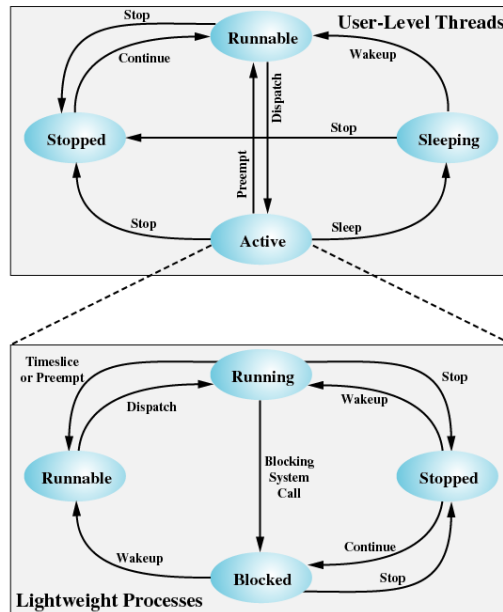 User-Level Threads
Stop
Runnable
Continue
Wakeup
Dispatch
Stopped
Stop
Sleeping
Preempt
Stop
Active
Sleep
Timeslice
or Preempt
Running
Stop
Dispatch
Wakeup
Runnable
Blocking
System
Call
Stopped
Wakeup
Continue
Blocked
Stop
Lightweight Processes